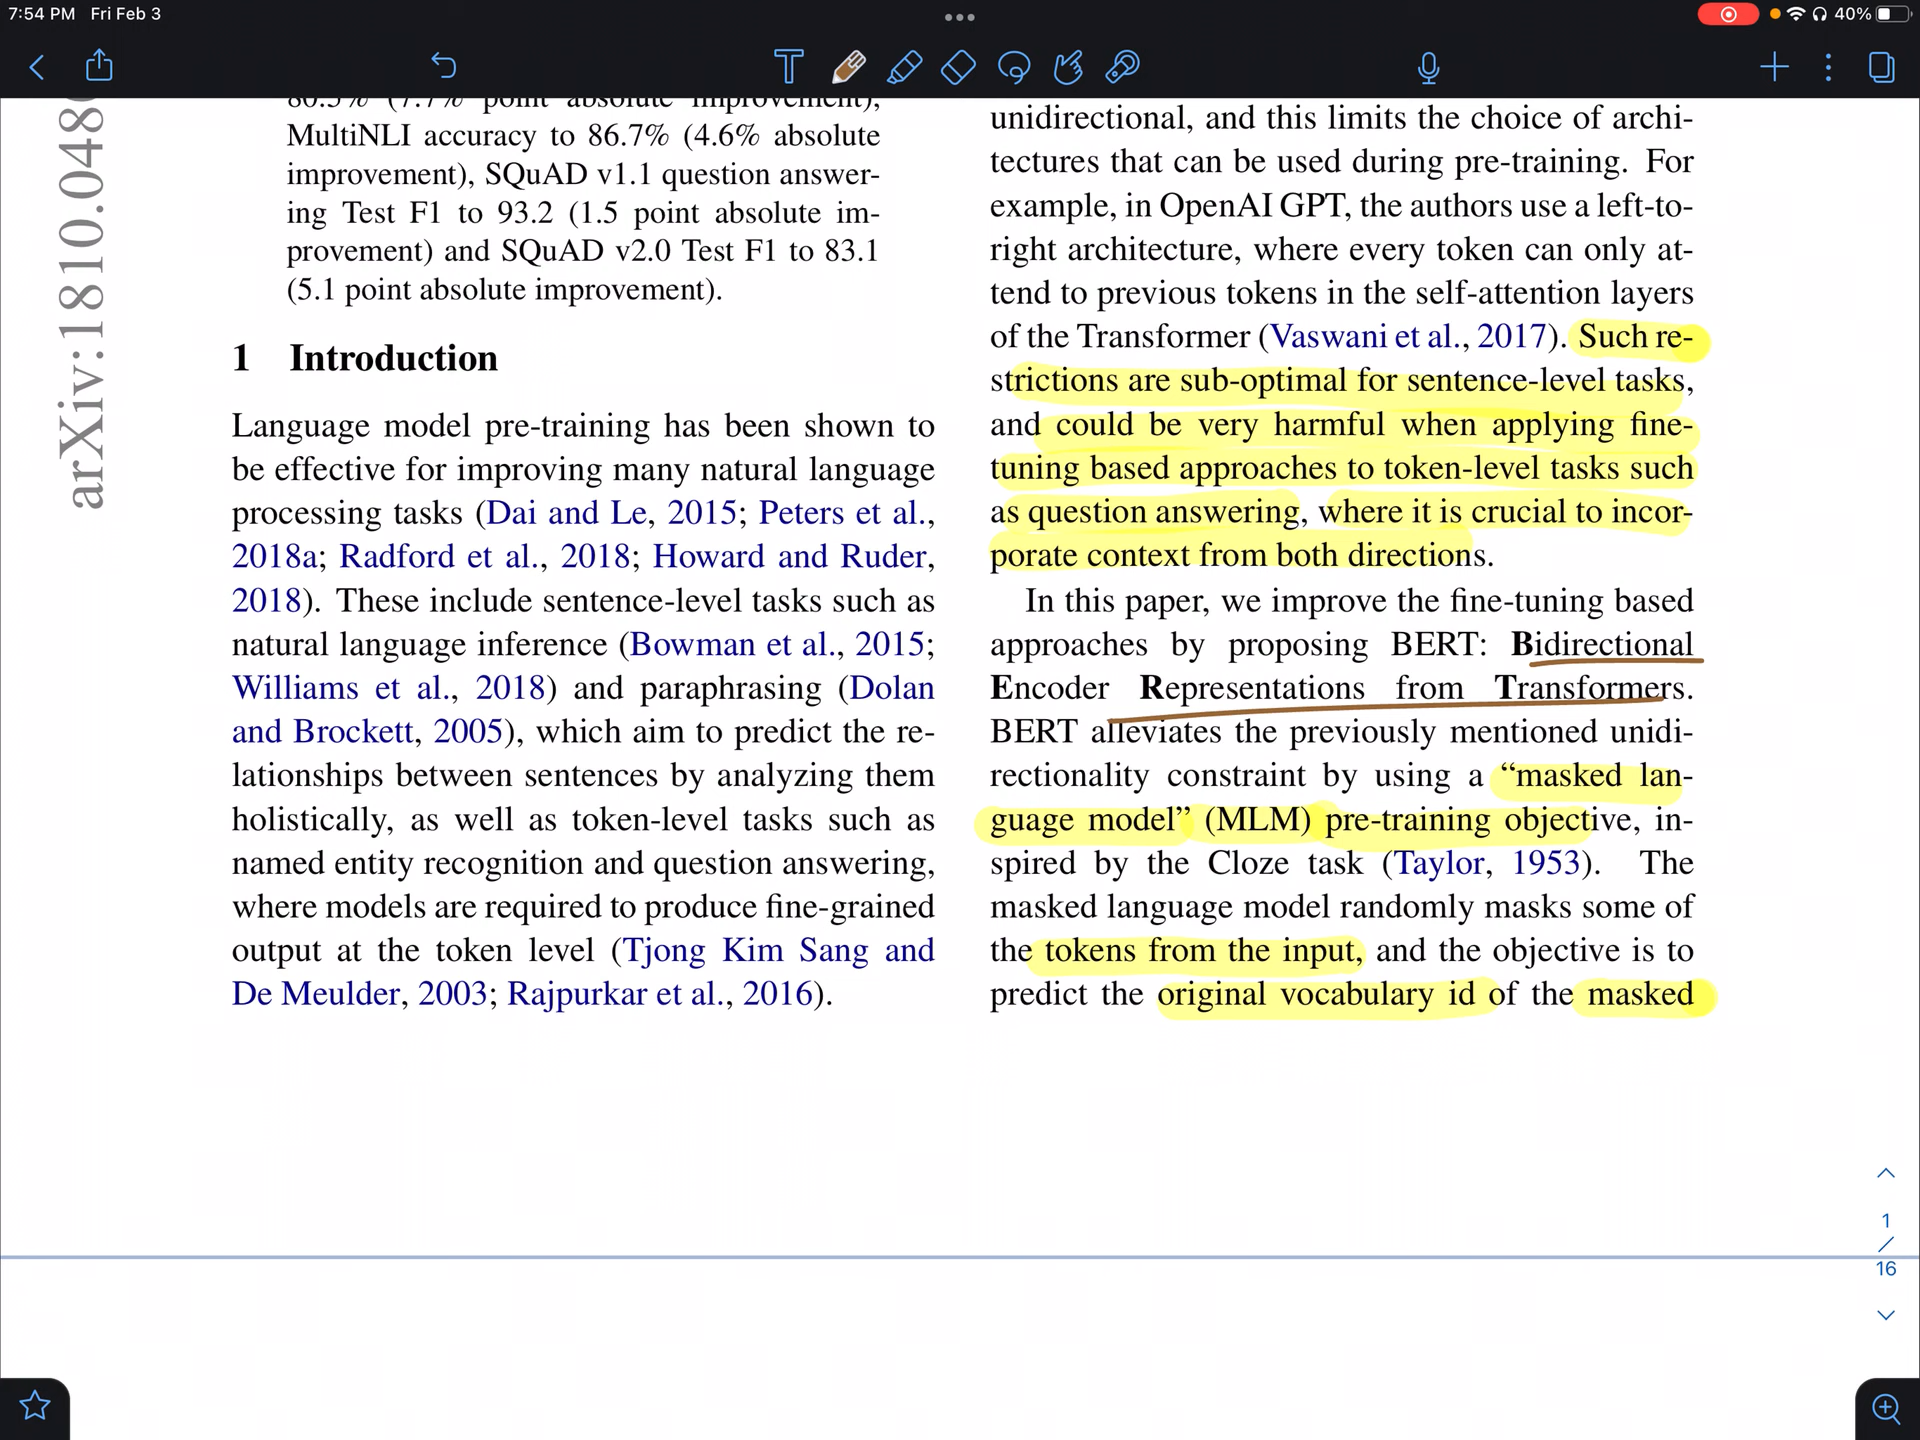 7:54 PM Fri Feb 3
40%
arXiv:1810.048
80.5% (7.7% point absolute improvement),
MultiNLI accuracy to 86.7% (4.6% absolute
improvement), SQuAD v1.1 question answer-
ing Test F1 to 93.2 (1.5 point absolute im-
provement) and SQuAD v2.0 Test F1 to 83.1
(5.1 point absolute improvement).
1 Introduction
Language model pre-training has been shown to
be effective for improving many natural language
processing tasks (Dai and Le, 2015; Peters et al.,
2018a; Radford et al., 2018; Howard and Ruder,
2018). These include sentence-level tasks such as
natural language inference (Bowman et al., 2015;
Williams et al., 2018) and paraphrasing (Dolan
and Brockett, 2005), which aim to predict the re-
lationships between sentences by analyzing them
holistically, as well as token-level tasks such as
named entity recognition and question answering,
where models are required to produce fine-grained
output at the token level (Tjong Kim Sang and
De Meulder, 2003; Rajpurkar et al., 2016).
unidirectional, and this limits the choice of archi-
tectures that can be used during pre-training. For
example, in OpenAI GPT, the authors use a left-to-
right architecture, where every token can only at-
tend to previous tokens in the self-attention layers
of the Transformer (Vaswani et al., 2017). Such re-
strictions are sub-optimal for sentence-level tasks,
and could be very harmful when applying fine-
tuning based approaches to token-level tasks such
as question answering, where it is crucial to incor-
porate context from both directions.
In this paper, we improve the fine-tuning based
approaches by proposing BERT: Bidirectional
Encoder Representations from Transformers.
BERT alleviates the previously mentioned unidi-
rectionality constraint by using a “masked lan-
guage model” (MLM) pre-training objective, in-
spired by the Cloze task (Taylor, 1953). The
masked language model randomly masks some of
the tokens from the input, and the objective is to
predict the original vocabulary id of the masked
1
/
16